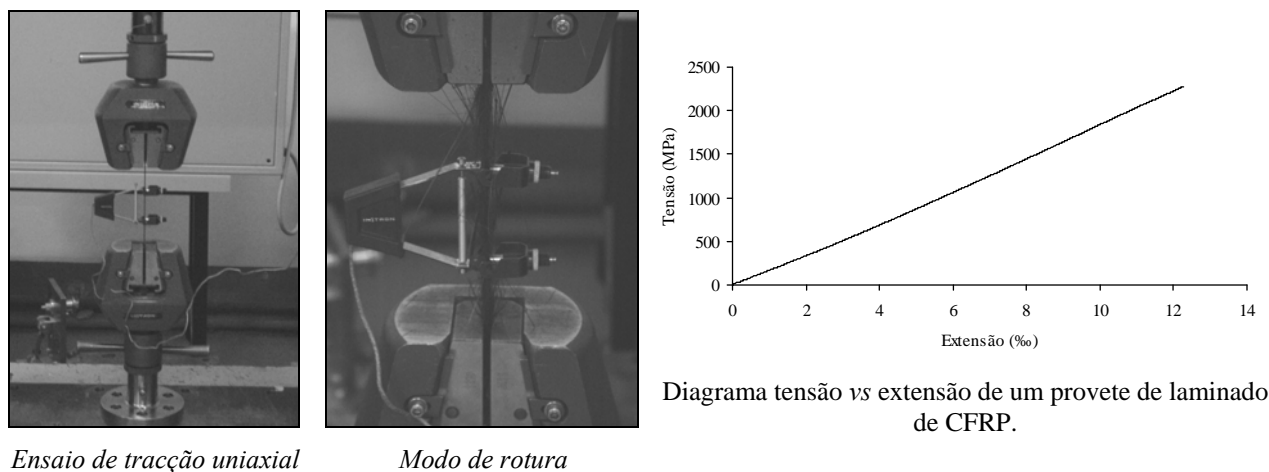 2500
2000
1500
1000
500
0
Tensão (MPa)
0 2 4 6 8 10 12 14
Extensão (‰)
Diagrama tensão vs extensão de um provete de laminado
de CFRP.
Ensaio de tracção uniaxial
Modo de rotura